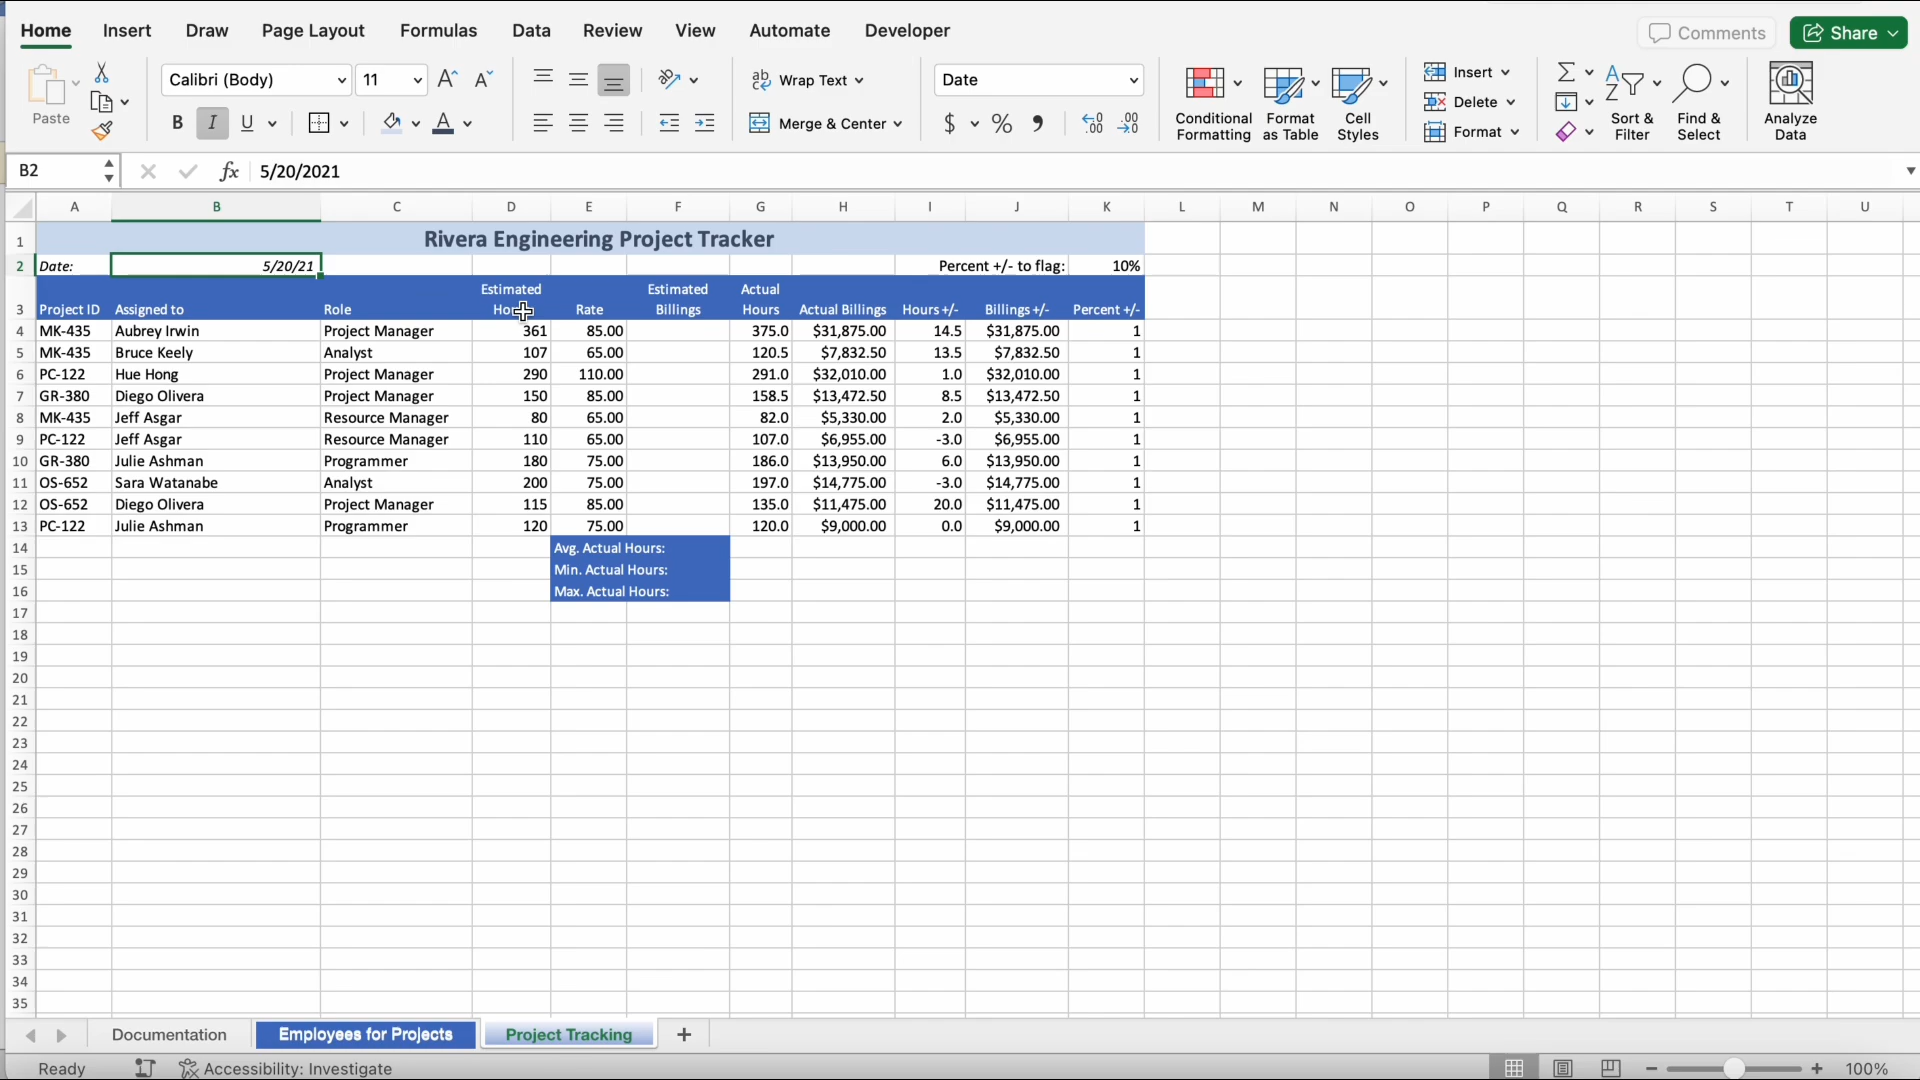 Home Insert Draw Page Layout Formulas Data Review View Automate Developer Comments Share
Calibri (Body) 11 Wrap Text Date Insert
Paste Delete
B I U Merge & Center $ % Conditional Formatting Format as Table Cell Styles Format Sort & Filter Find & Select Analyze Data
B2 fx 5/20/2021
A B C D E F G H I J K L M N O P Q R S T U
1 Rivera Engineering Project Tracker
2 Date: 5/20/21 Percent +/- to flag: 10%
Estimated Estimated Actual
3 Project ID Assigned to Role Rate Billings Hours Actual Billings Hours +/- Billings +/- Percent +/-
4 MK-435 Aubrey Irwin Project Manager 361 85.00 375.0 $31,875.00 14.5 $31,875.00 1
5 MK-435 Bruce Keely Analyst 107 65.00 120.5 $7,832.50 13.5 $7,832.50 1
6 PC-122 Hue Hong Project Manager 290 110.00 291.0 $32,010.00 1.0 $32,010.00 1
7 GR-380 Diego Olivera Project Manager 150 85.00 158.5 $13,472.50 8.5 $13,472.50 1
8 MK-435 Jeff Asgar Resource Manager 80 65.00 82.0 $5,330.00 2.0 $5,330.00 1
9 PC-122 Jeff Asgar Resource Manager 110 65.00 107.0 $6,955.00 -3.0 $6,955.00 1
10 GR-380 Julie Ashman Programmer 180 75.00 186.0 $13,950.00 6.0 $13,950.00 1
11 OS-652 Sara Watanabe Analyst 200 75.00 197.0 $14,775.00 -3.0 $14,775.00 1
12 OS-652 Diego Olivera Project Manager 115 85.00 135.0 $11,475.00 20.0 $11,475.00 1
13 PC-122 Julie Ashman Programmer 120 75.00 120.0 $9,000.00 0.0 $9,000.00 1
14 Avg. Actual Hours:
15 Min. Actual Hours:
16 Max. Actual Hours:
17
18
19
20
21
22
23
24
25
26
27
28
29
30
31
32
33
34
35
Documentation Employees for Projects Project Tracking +
Ready Accessibility: Investigate 100%